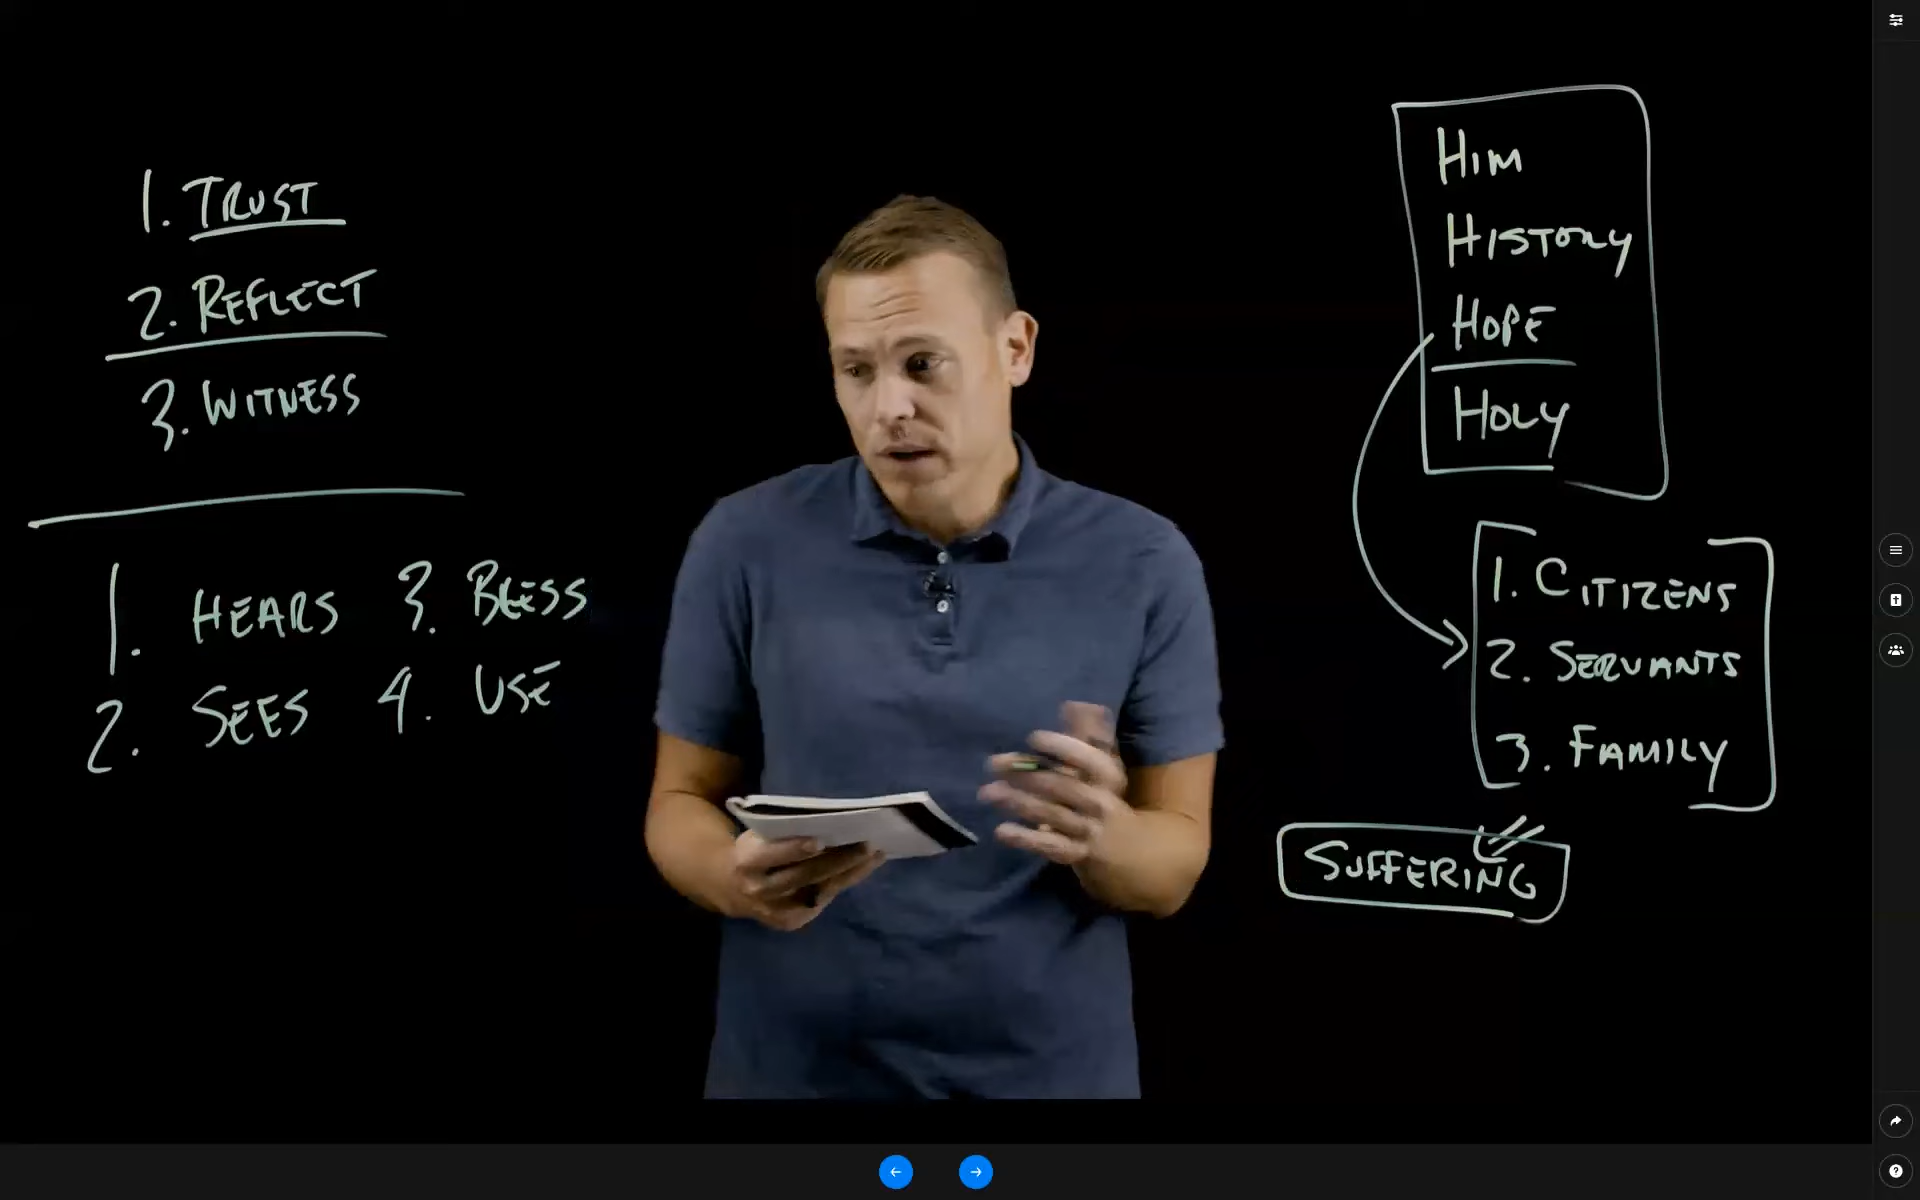 1. TRUST
2. REFLECT
3. WITNESS
1. HEARS 3. BLESS
2. SEES 4. USE
HIM
HISTORY
HOPE
HOLY
1. CITIZENS
2. SERVANTS
3. FAMILY
SUFFERING